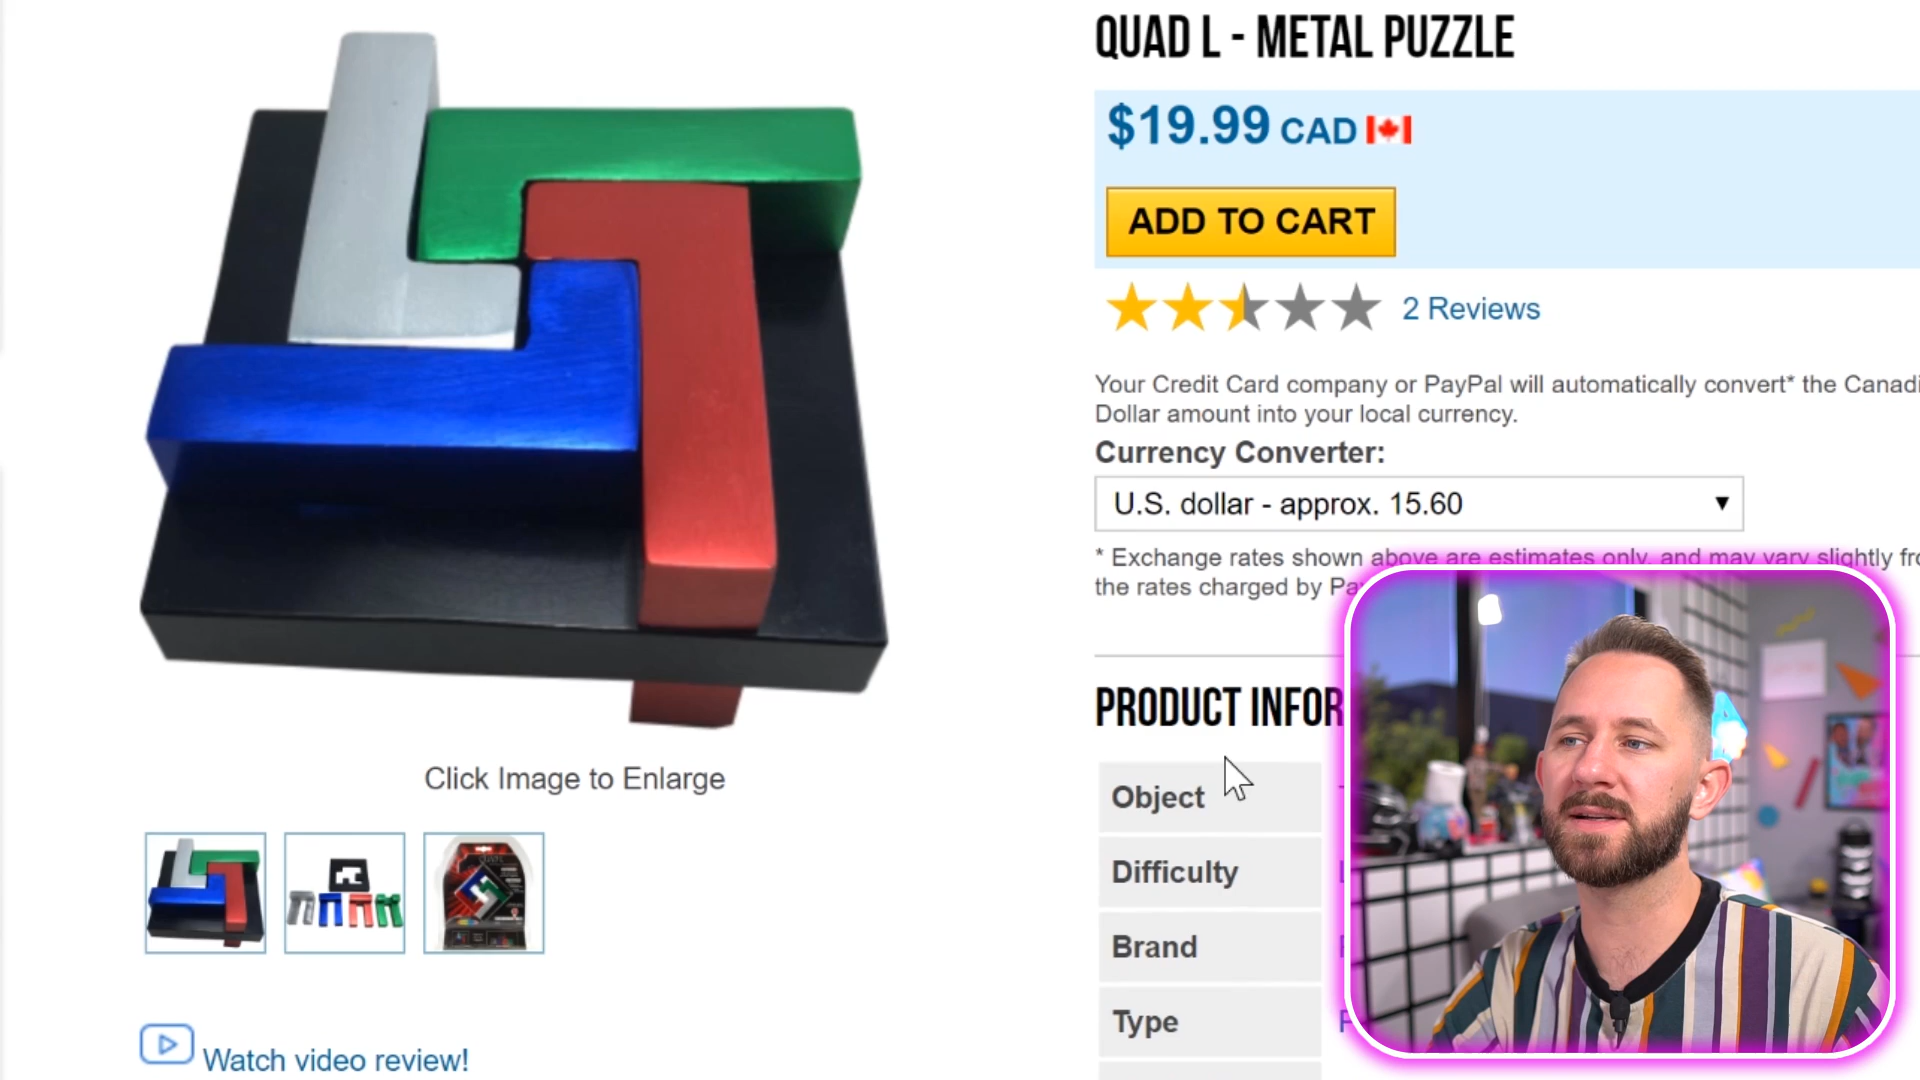 QUAD L - METAL PUZZLE
$19.99 CAD
ADD TO CART
2 Reviews
Your Credit Card company or PayPal will automatically convert* the Canadi
Dollar amount into your local currency.
Currency Converter:
U.S. dollar - approx. 15.60
* Exchange rates shown above are estimates only, and may vary slightly fro
the rates charged by Pa
PRODUCT INFOR
Object
Difficulty
Brand
Type
Click Image to Enlarge
Watch video review!